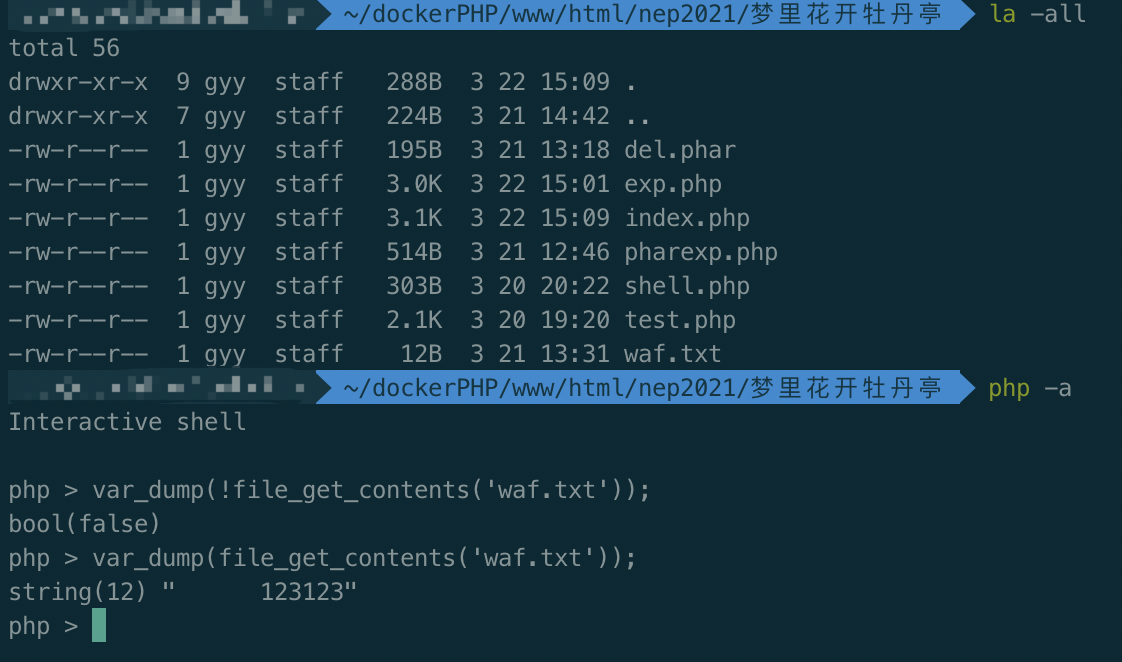 ~/dockerPHP/www/html/nep2021/梦里花开牡丹亭 la -all
total 56
drwxr-xr-x  9 gyy  staff   288B  3 22 15:09 .
drwxr-xr-x  7 gyy  staff   224B  3 21 14:42 ..
-rw-r--r--  1 gyy  staff   195B  3 21 13:18 del.phar
-rw-r--r--  1 gyy  staff   3.0K  3 22 15:01 exp.php
-rw-r--r--  1 gyy  staff   3.1K  3 22 15:09 index.php
-rw-r--r--  1 gyy  staff   514B  3 21 12:46 pharexp.php
-rw-r--r--  1 gyy  staff   303B  3 20 20:22 shell.php
-rw-r--r--  1 gyy  staff   2.1K  3 20 19:20 test.php
-rw-r--r--  1 gyy  staff    12B  3 21 13:31 waf.txt
~/dockerPHP/www/html/nep2021/梦里花开牡丹亭 php -a
Interactive shell
php > var_dump(!file_get_contents('waf.txt'));
bool(false)
php > var_dump(file_get_contents('waf.txt'));
string(12) "      123123"
php >